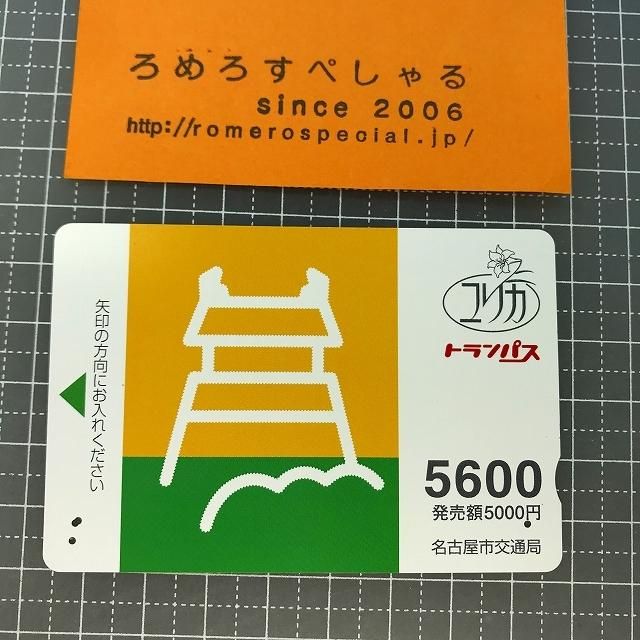 ろめろすぺしゃる
since 2006
http://romerospecial.jp/
矢印の方向にお入れください
ユリカ
トランパス
5600
発売額5000円
名古屋市交通局